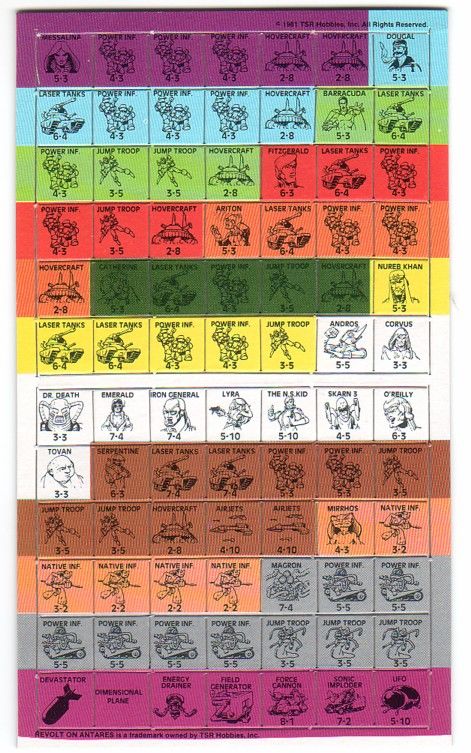 © 1981 TSR Hobbies, Inc. All Rights Reserved.
MESSALINA POWER INF. POWER INF. POWER INF. HOVERCRAFT HOVERCRAFT DOUGAL
5-3 4-3 4-3 4-3 2-8 2-8 5-3
LASER TANKS POWER INF. POWER INF. POWER INF. HOVERCRAFT BARRACUDA LASER TANKS
6-4 4-3 4-3 4-3 2-8 5-3 6-4
POWER INF. JUMP TROOP JUMP TROOP HOVERCRAFT FITZGERALD LASER TANKS POWER INF.
4-3 3-5 3-5 2-8 6-3 6-4 4-3
POWER INF. JUMP TROOP HOVERCRAFT ARITON LASER TANKS POWER INF. POWER INF.
4-3 3-5 2-8 5-3 6-4 4-3 4-3
HOVERCRAFT CATHERINE LASER TANKS POWER INF. JUMP TROOP HOVERCRAFT NUREB KHAN
2-8 5-3 6-4 4-3 3-5 2-8 6-3
LASER TANKS LASER TANKS POWER INF. POWER INF. JUMP TROOP ANDROS CORVUS
6-4 6-4 4-3 4-3 3-5 5-5 3-3
DR. DEATH EMERALD IRON GENERAL LYRA THE N.S.KID SKARN 3 O'REILLY
3-3 7-4 7-4 5-10 5-10 4-5 6-3
TOVAN SERPENTINE LASER TANKS LASER TANKS POWER INF. POWER INF. JUMP TROOP
3-3 6-3 7-4 7-4 5-3 5-3 3-5
JUMP TROOP JUMP TROOP HOVERCRAFT AIRJETS AIRJETS MIRRHOS NATIVE INF.
3-5 3-5 2-8 4-10 4-10 4-3 3-2
NATIVE INF. NATIVE INF. NATIVE INF. NATIVE INF. MAGRON POWER INF. POWER INF.
3-2 3-2 2-2 2-2 7-4 5-5 5-5
POWER INF. POWER INF. POWER INF. POWER INF. JUMP TROOP JUMP TROOP JUMP TROOP
5-5 5-5 5-5 5-5 3-5 3-5 3-5
DEVASTATOR DIMENSIONAL PLANE ENERGY DRAINER FIELD GENERATOR FORCE CANNON SONIC IMPLODER UFO
8-1 7-2 5-10
REVOLT ON ANTARES is a trademark owned by TSR Hobbies, Inc.